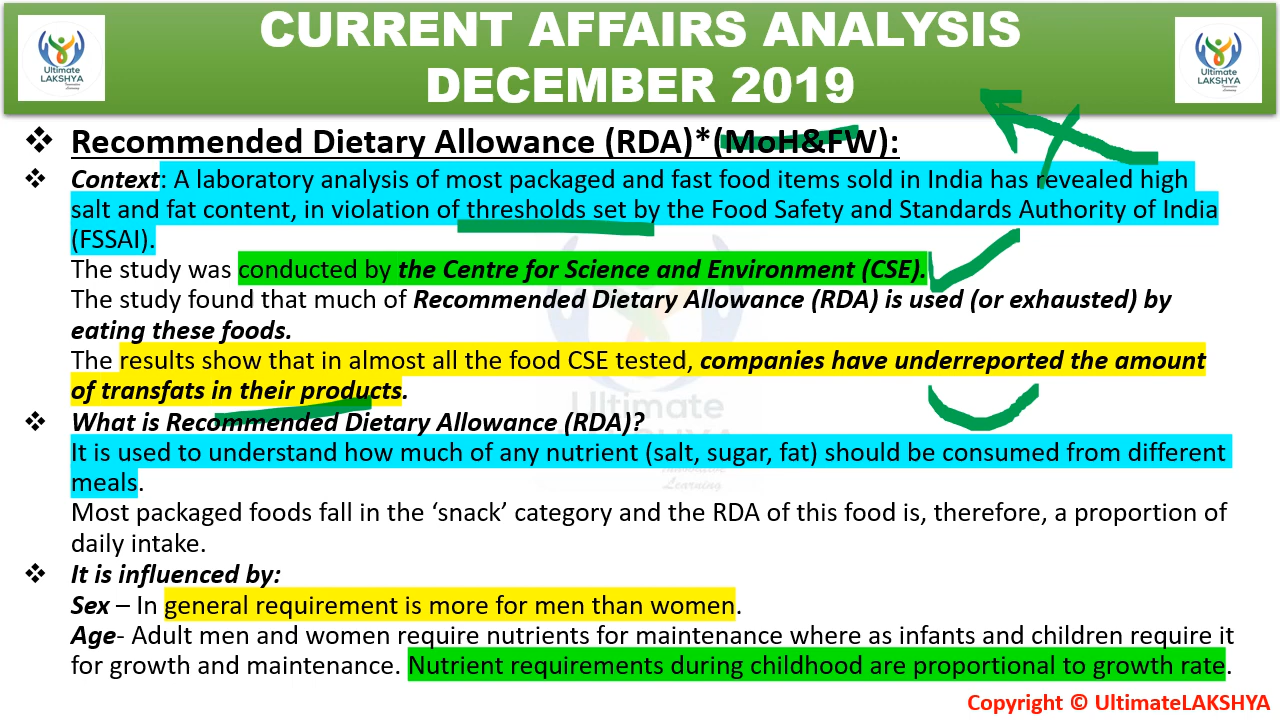 CURRENT AFFAIRS ANALYSIS
DECEMBER 2019
Ultimate
LAKSHYA
Ultimate
LAKSHYA
❖ Recommended Dietary Allowance (RDA)*(MoH&FW):
❖ Context: A laboratory analysis of most packaged and fast food items sold in India has revealed high
salt and fat content, in violation of thresholds set by the Food Safety and Standards Authority of India
(FSSAI).
The study was conducted by the Centre for Science and Environment (CSE).
The study found that much of Recommended Dietary Allowance (RDA) is used (or exhausted) by
eating these foods.
The results show that in almost all the food CSE tested, companies have underreported the amount
of transfats in their products.
Ultimate
❖ What is Recommended Dietary Allowance (RDA)?
It is used to understand how much of any nutrient (salt, sugar, fat) should be consumed from different
meals.
Learning
Most packaged foods fall in the ‘snack’ category and the RDA of this food is, therefore, a proportion of
daily intake.
❖ It is influenced by:
Sex – In general requirement is more for men than women.
Age- Adult men and women require nutrients for maintenance where as infants and children require it
for growth and maintenance. Nutrient requirements during childhood are proportional to growth rate.
Copyright © UltimateLAKSHYA